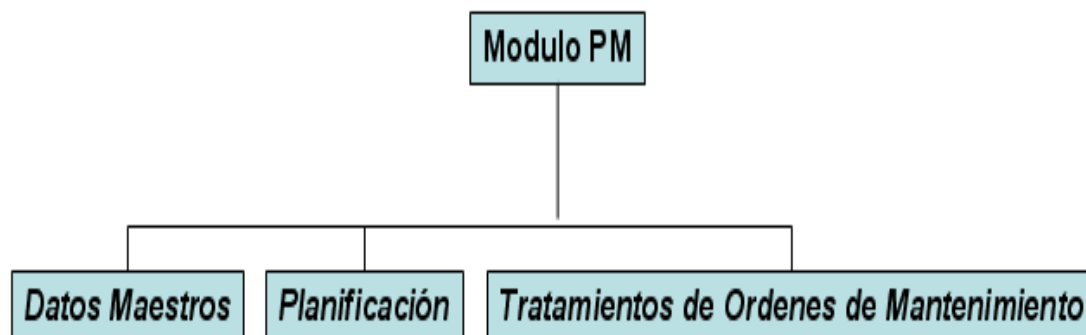 Modulo PM
Datos Maestros
Planificación
Tratamientos de Ordenes de Mantenimiento